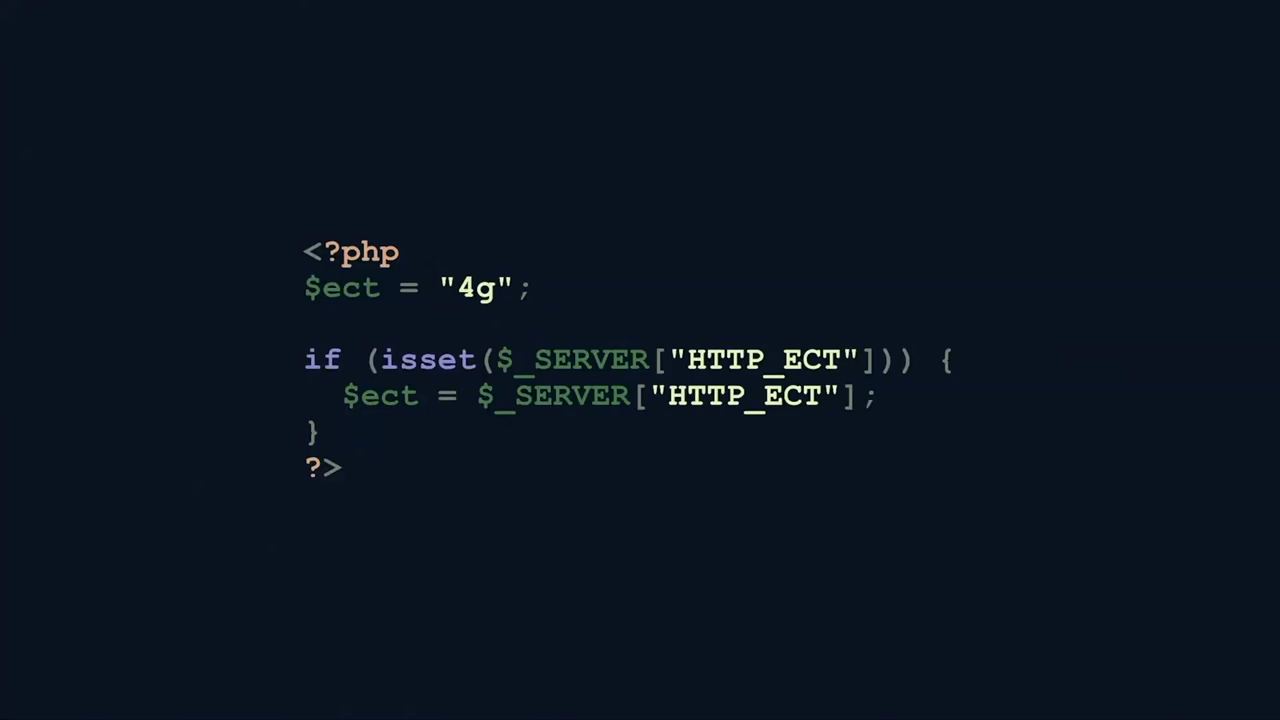 <?php
$ect = "4g";
if (isset($_SERVER["HTTP_ECT"])) {
$ect = $_SERVER["HTTP_ECT"];
}
?>